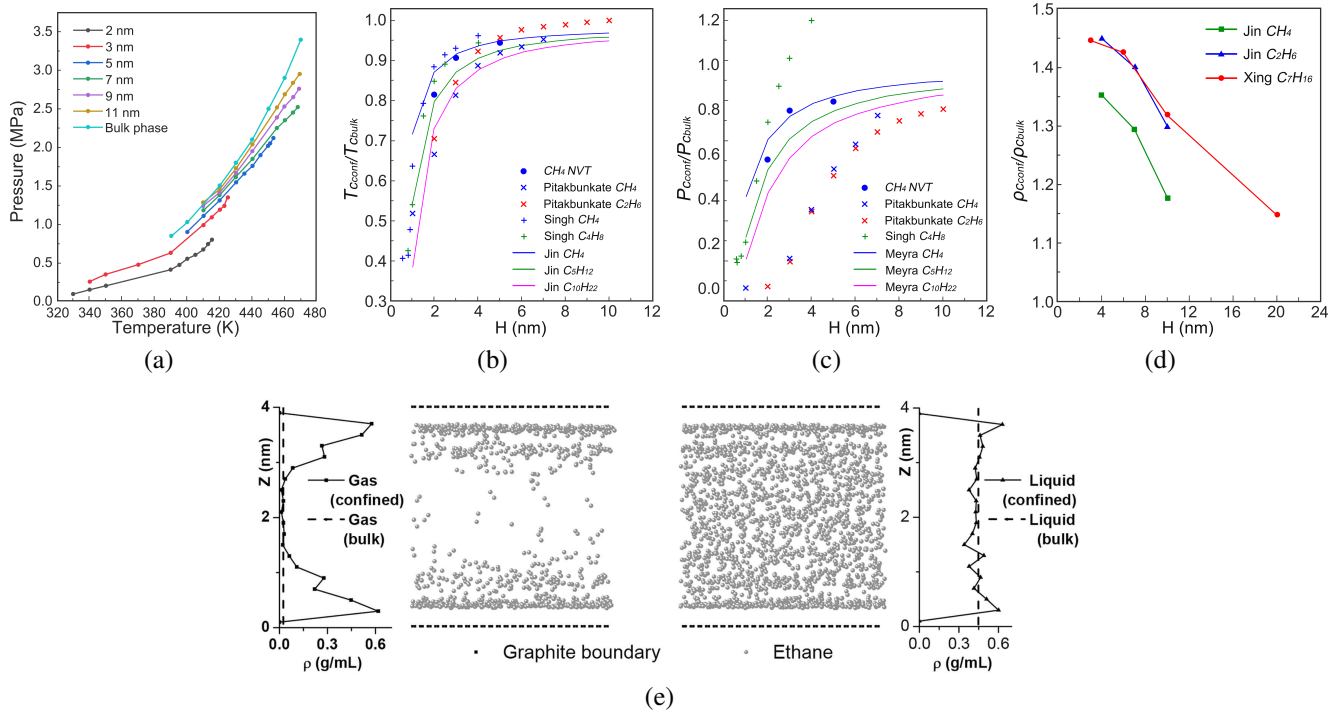 2 nm
3 nm
5 nm
7 nm
9 nm
11 nm
Bulk phase
Pressure (MPa)
3.5
3.0
2.5
2.0
1.5
1.0
0.5
0.0
320 340 360 380 400 420 440 460 480
Temperature (K)
(a)
Tcconf/Tcbulk
1.0
0.9
0.8
0.7
0.6
0.5
0.4
0.3
CH4 NVT
Pitakbunkate CH4
Pitakbunkate C2H6
Singh CH4
Singh C4H8
Jin CH4
Jin C5H12
Jin C10H22
0 2 4 6 8 10 12
H (nm)
(b)
Pcconf/Pcbulk
1.2
1.2
1.0
0.8
0.6
0.4
0.2
0.0
CH4 NVT
Pitakbunkate CH4
Pitakbunkate C2H6
Singh C4H8
Meyra CH4
Meyra C5H12
Meyra C10H22
0 2 4 6 8 10 12
H (nm)
(c)
ρcconf/ρcbulk
1.5
1.4
1.3
1.2
1.1
1.0
Jin CH4
Jin C2H6
Xing C7H16
0 4 8 12 16 20 24
H (nm)
(d)
Z (nm)
4
2
0
Gas
(confined)
Gas
(bulk)
0.0 0.3 0.6
ρ (g/mL)
Graphite boundary
Ethane
Z (nm)
4
2
0
Liquid
(confined)
Liquid
(bulk)
0.0 0.3 0.6
ρ (g/mL)
(e)